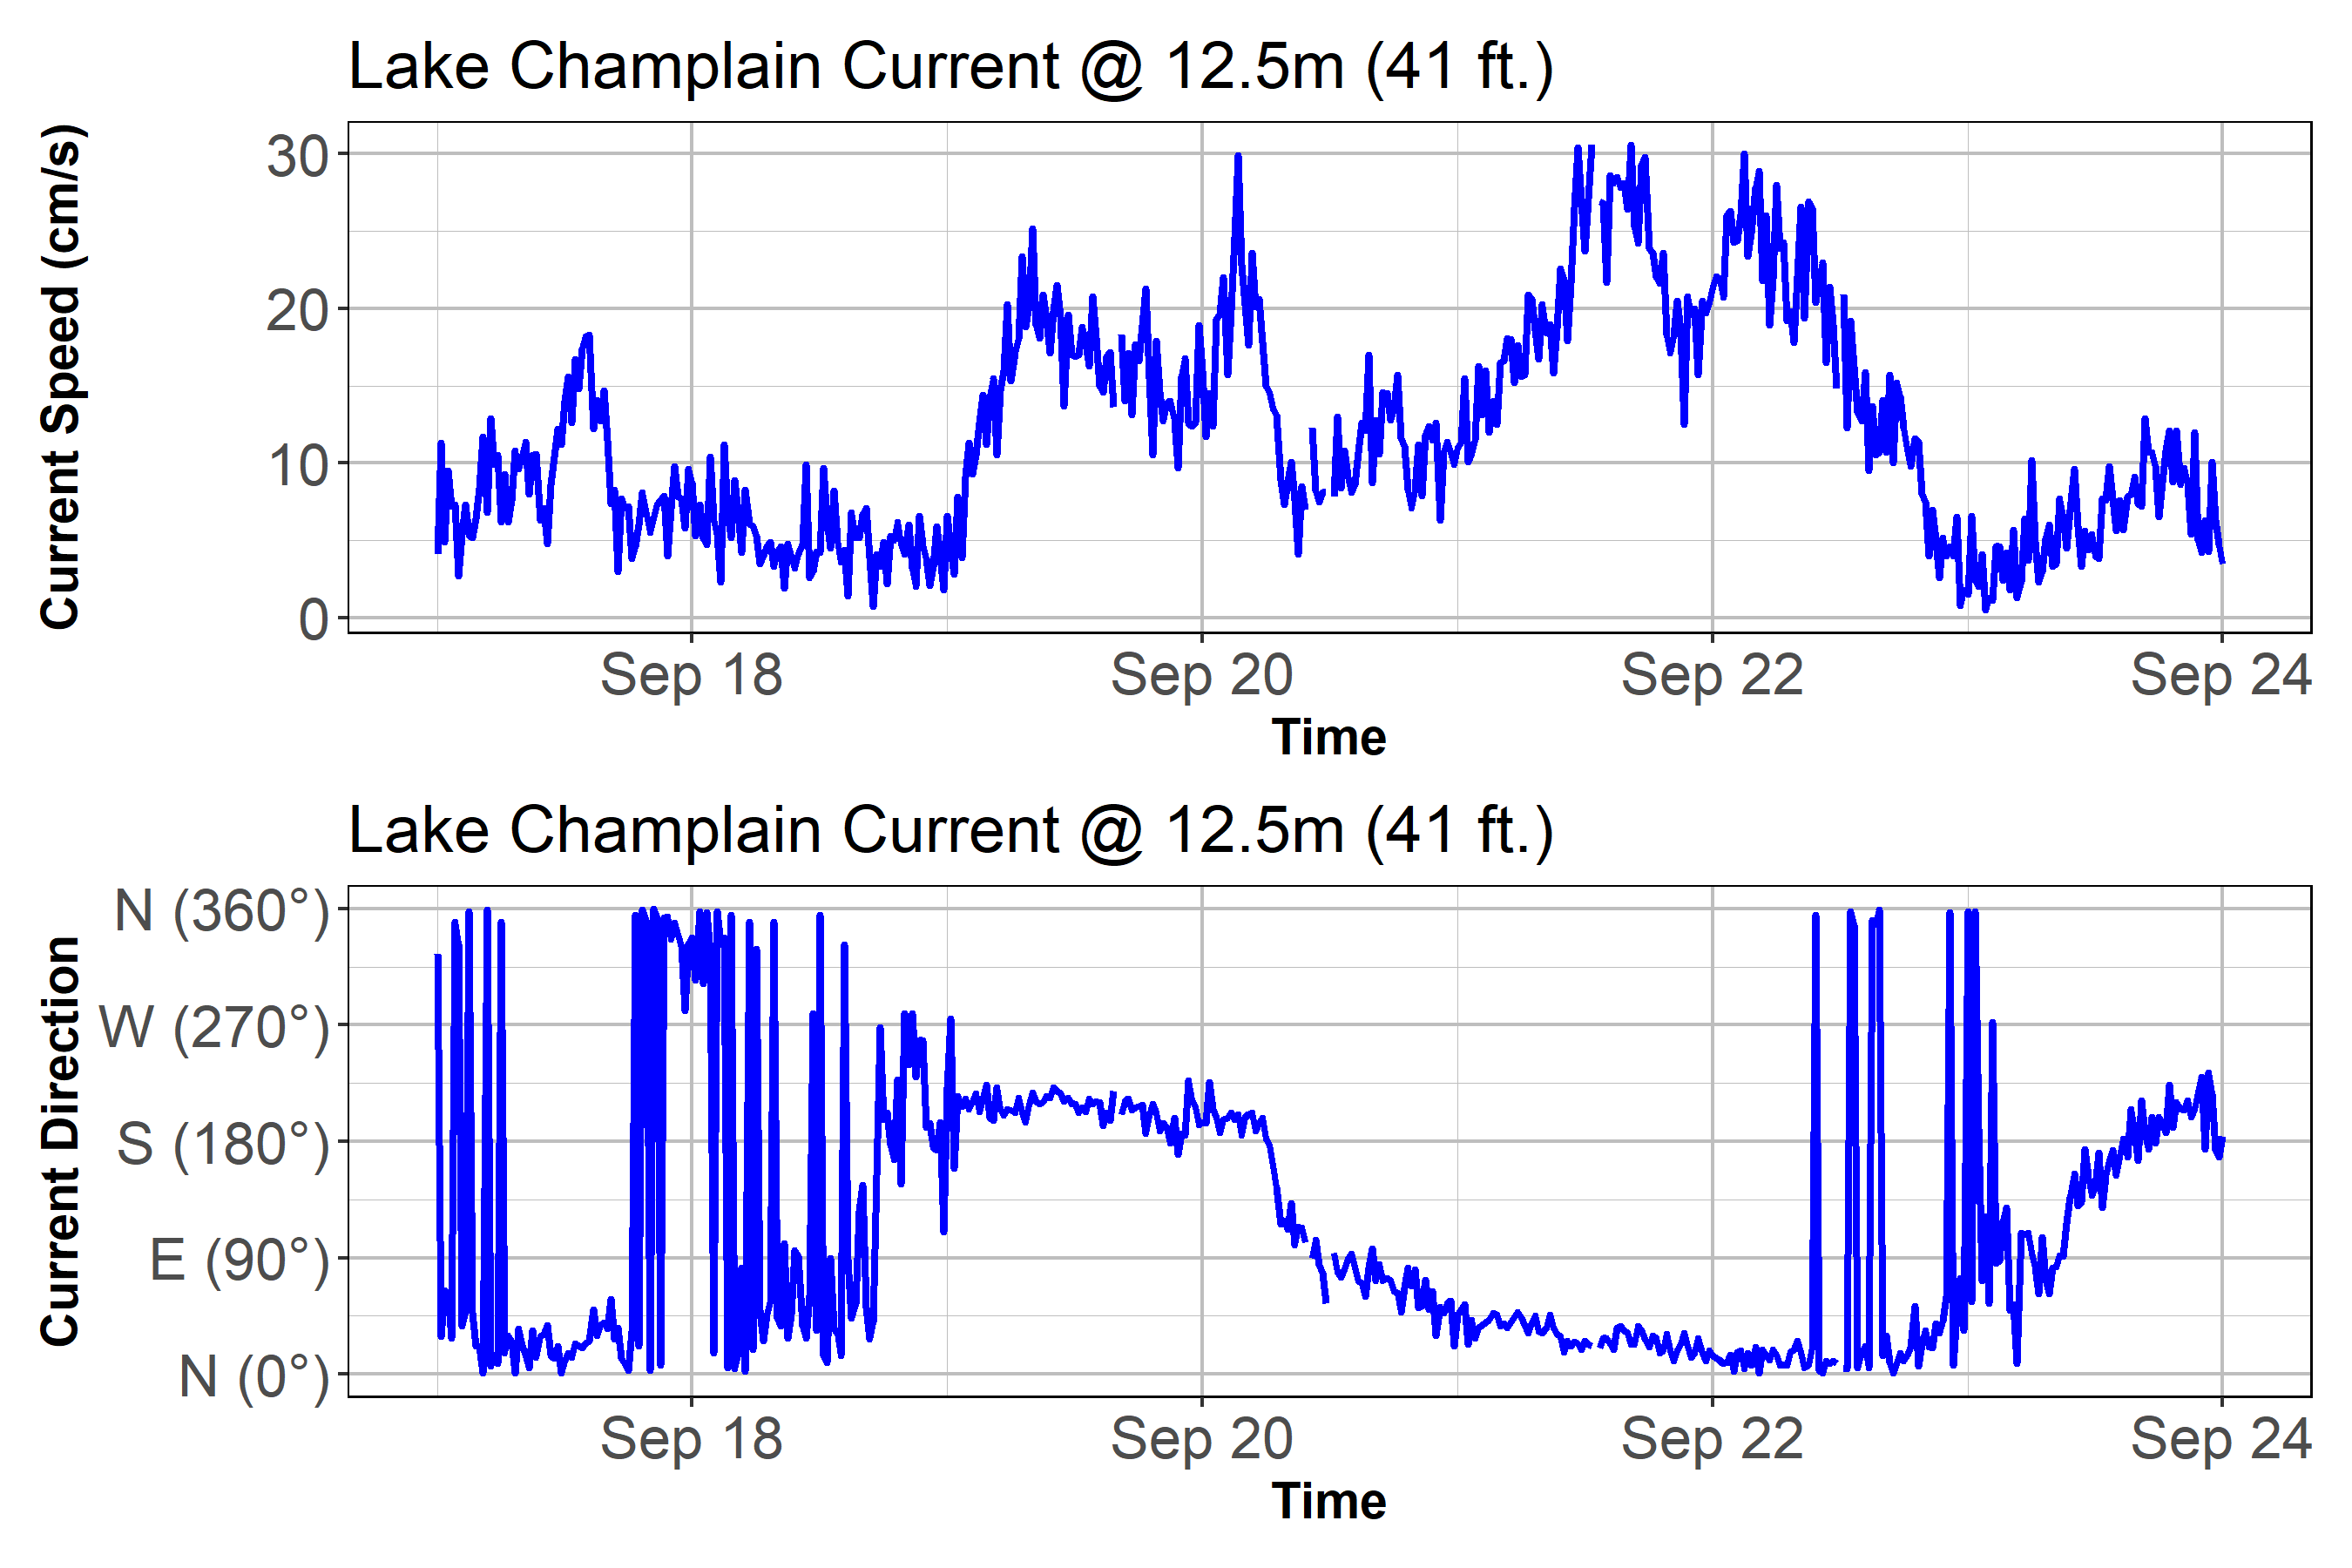 Lake Champlain Current @ 12.5m (41 ft.)
Current Speed (cm/s)
30
20
10
0
Sep 18 Sep 20 Sep 22 Sep 24
Time
Lake Champlain Current @ 12.5m (41 ft.)
Current Direction
N (360°)
W (270°)
S (180°)
E (90°)
N (0°)
Sep 18 Sep 20 Sep 22 Sep 24
Time